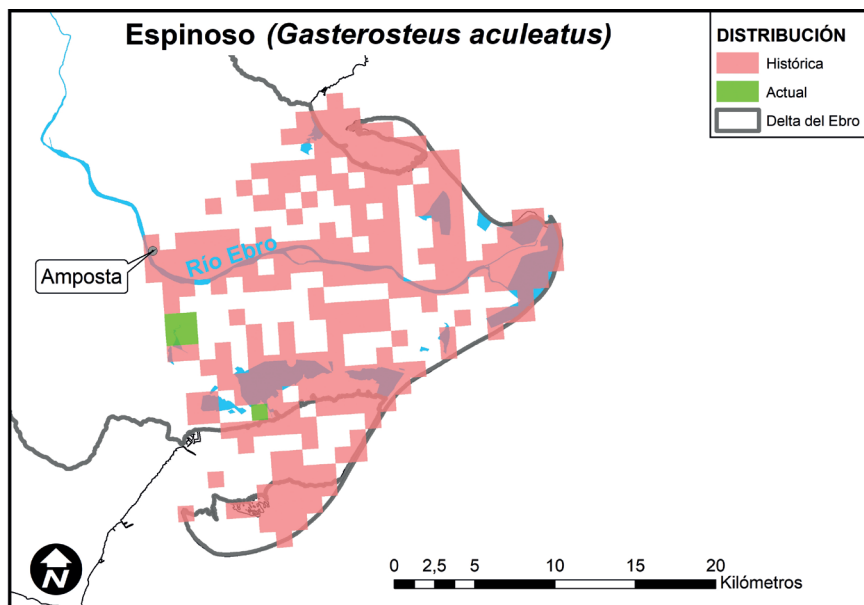 Espinoso (Gasterosteus aculeatus)
DISTRIBUCIÓN
Histórica
Actual
Delta del Ebro
Río Ebro
Amposta
N
0 2,5 5 10 15 20
Kilómetros